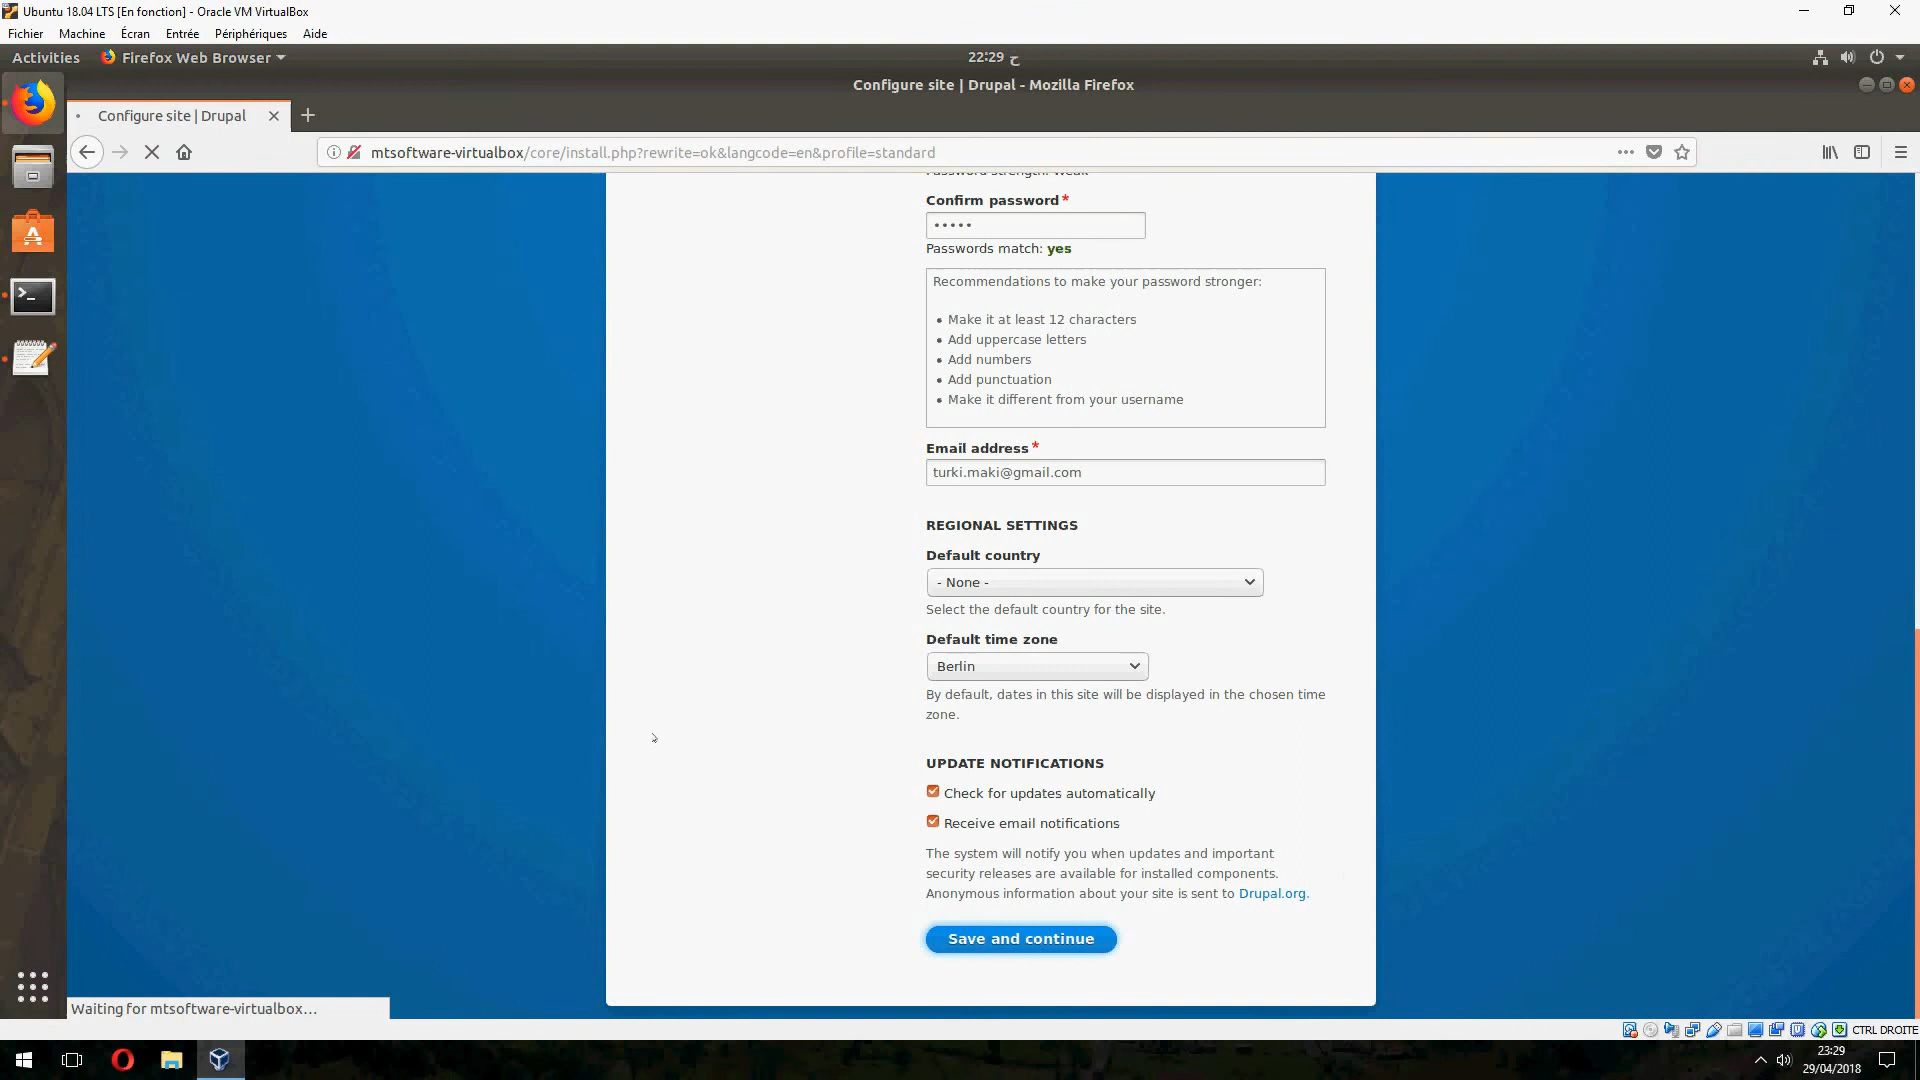 Ubuntu 18.04 LTS [En fonction] - Oracle VM VirtualBox
Fichier Machine Écran Entrée Périphériques Aide
Activities Firefox Web Browser 22:29 ح
Configure site | Drupal - Mozilla Firefox
Configure site | Drupal
mtsoftware-virtualbox/core/install.php?rewrite=ok&langcode=en&profile=standard
Password strength: Weak
Confirm password*
•••••
Passwords match: yes
Recommendations to make your password stronger:
• Make it at least 12 characters
• Add uppercase letters
• Add numbers
• Add punctuation
• Make it different from your username
Email address*
turki.maki@gmail.com
REGIONAL SETTINGS
Default country
- None -
Select the default country for the site.
Default time zone
Berlin
By default, dates in this site will be displayed in the chosen time
zone.
UPDATE NOTIFICATIONS
Check for updates automatically
Receive email notifications
The system will notify you when updates and important
security releases are available for installed components.
Anonymous information about your site is sent to Drupal.org.
Save and continue
Waiting for mtsoftware-virtualbox…
CTRL DROITE
23:29
29/04/2018